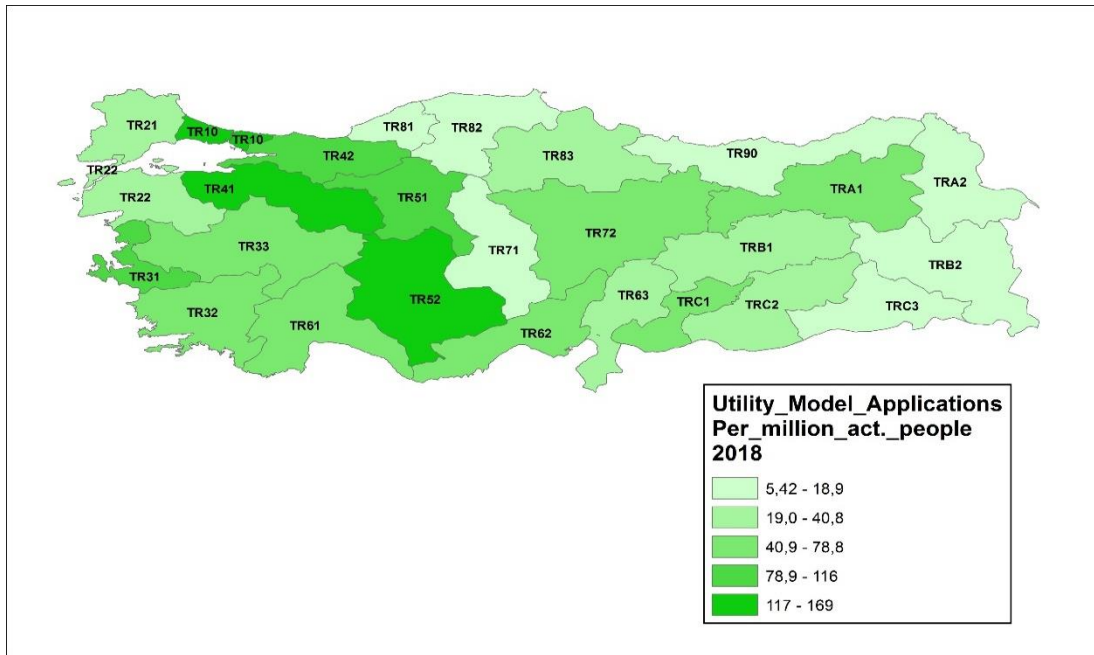 TR21
TR10
TR10
TR81
TR82
TR42
TR83
TR90
TR22
TR22
TR41
TR51
TRA1
TRA2
TR33
TR71
TR72
TRB1
TRB2
TR31
TR52
TR63
TRC1
TRC2
TRC3
TR32
TR61
TR62
Utility_Model_Applications
Per_million_act._people
2018
5,42 - 18,9
19,0 - 40,8
40,9 - 78,8
78,9 - 116
117 - 169